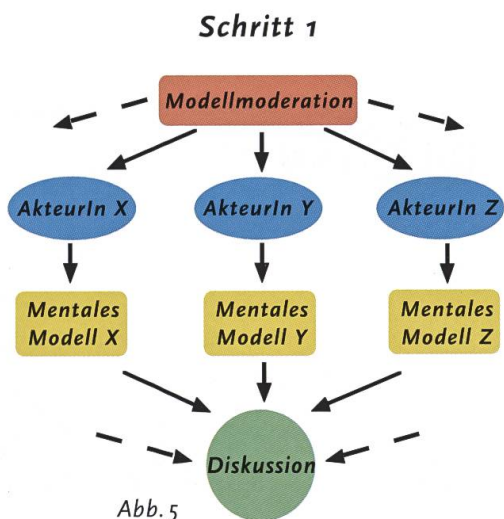 Schritt 1
Modellmoderation
AkteurIn X
AkteurIn Y
AkteurIn Z
Mentales
Modell X
Mentales
Modell Y
Mentales
Modell Z
Diskussion
Abb. 5